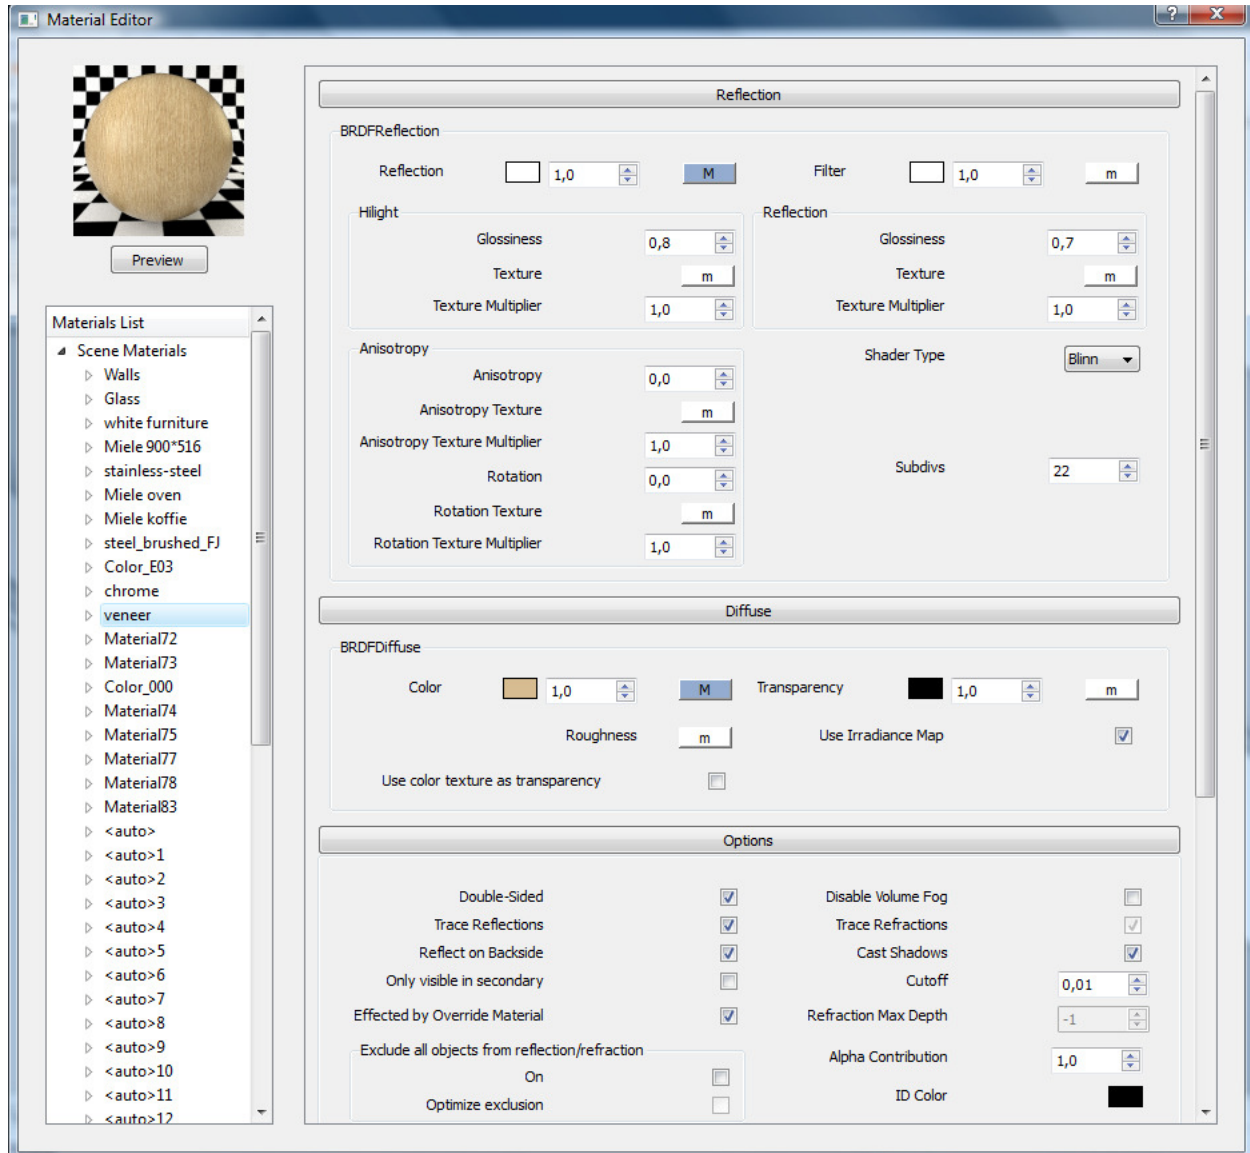 Material Editor
?
X
Preview
Materials List
Scene Materials
Walls
Glass
white furniture
Miele 900*516
stainless-steel
Miele oven
Miele koffie
steel_brushed_FJ
Color_E03
chrome
veneer
Material72
Material73
Color_000
Material74
Material75
Material77
Material78
Material83
<auto>
<auto>1
<auto>2
<auto>3
<auto>4
<auto>5
<auto>6
<auto>7
<auto>8
<auto>9
<auto>10
<auto>11
<auto>12
Reflection
BRDFReflection
Reflection 1,0 M Filter 1,0 m
Hilight Reflection
Glossiness 0,8 Glossiness 0,7
Texture m Texture m
Texture Multiplier 1,0 Texture Multiplier 1,0
Anisotropy Shader Type Blinn
Anisotropy 0,0
Anisotropy Texture m
Anisotropy Texture Multiplier 1,0
Subdivs 22
Rotation 0,0
Rotation Texture m
Rotation Texture Multiplier 1,0
Diffuse
BRDFDiffuse
Color 1,0 M Transparency 1,0 m
Roughness m Use Irradiance Map
Use color texture as transparency
Options
Double-Sided Disable Volume Fog
Trace Reflections Trace Refractions
Reflect on Backside Cast Shadows
Only visible in secondary Cutoff 0,01
Effected by Override Material Refraction Max Depth -1
Exclude all objects from reflection/refraction Alpha Contribution 1,0
On
Optimize exclusion ID Color